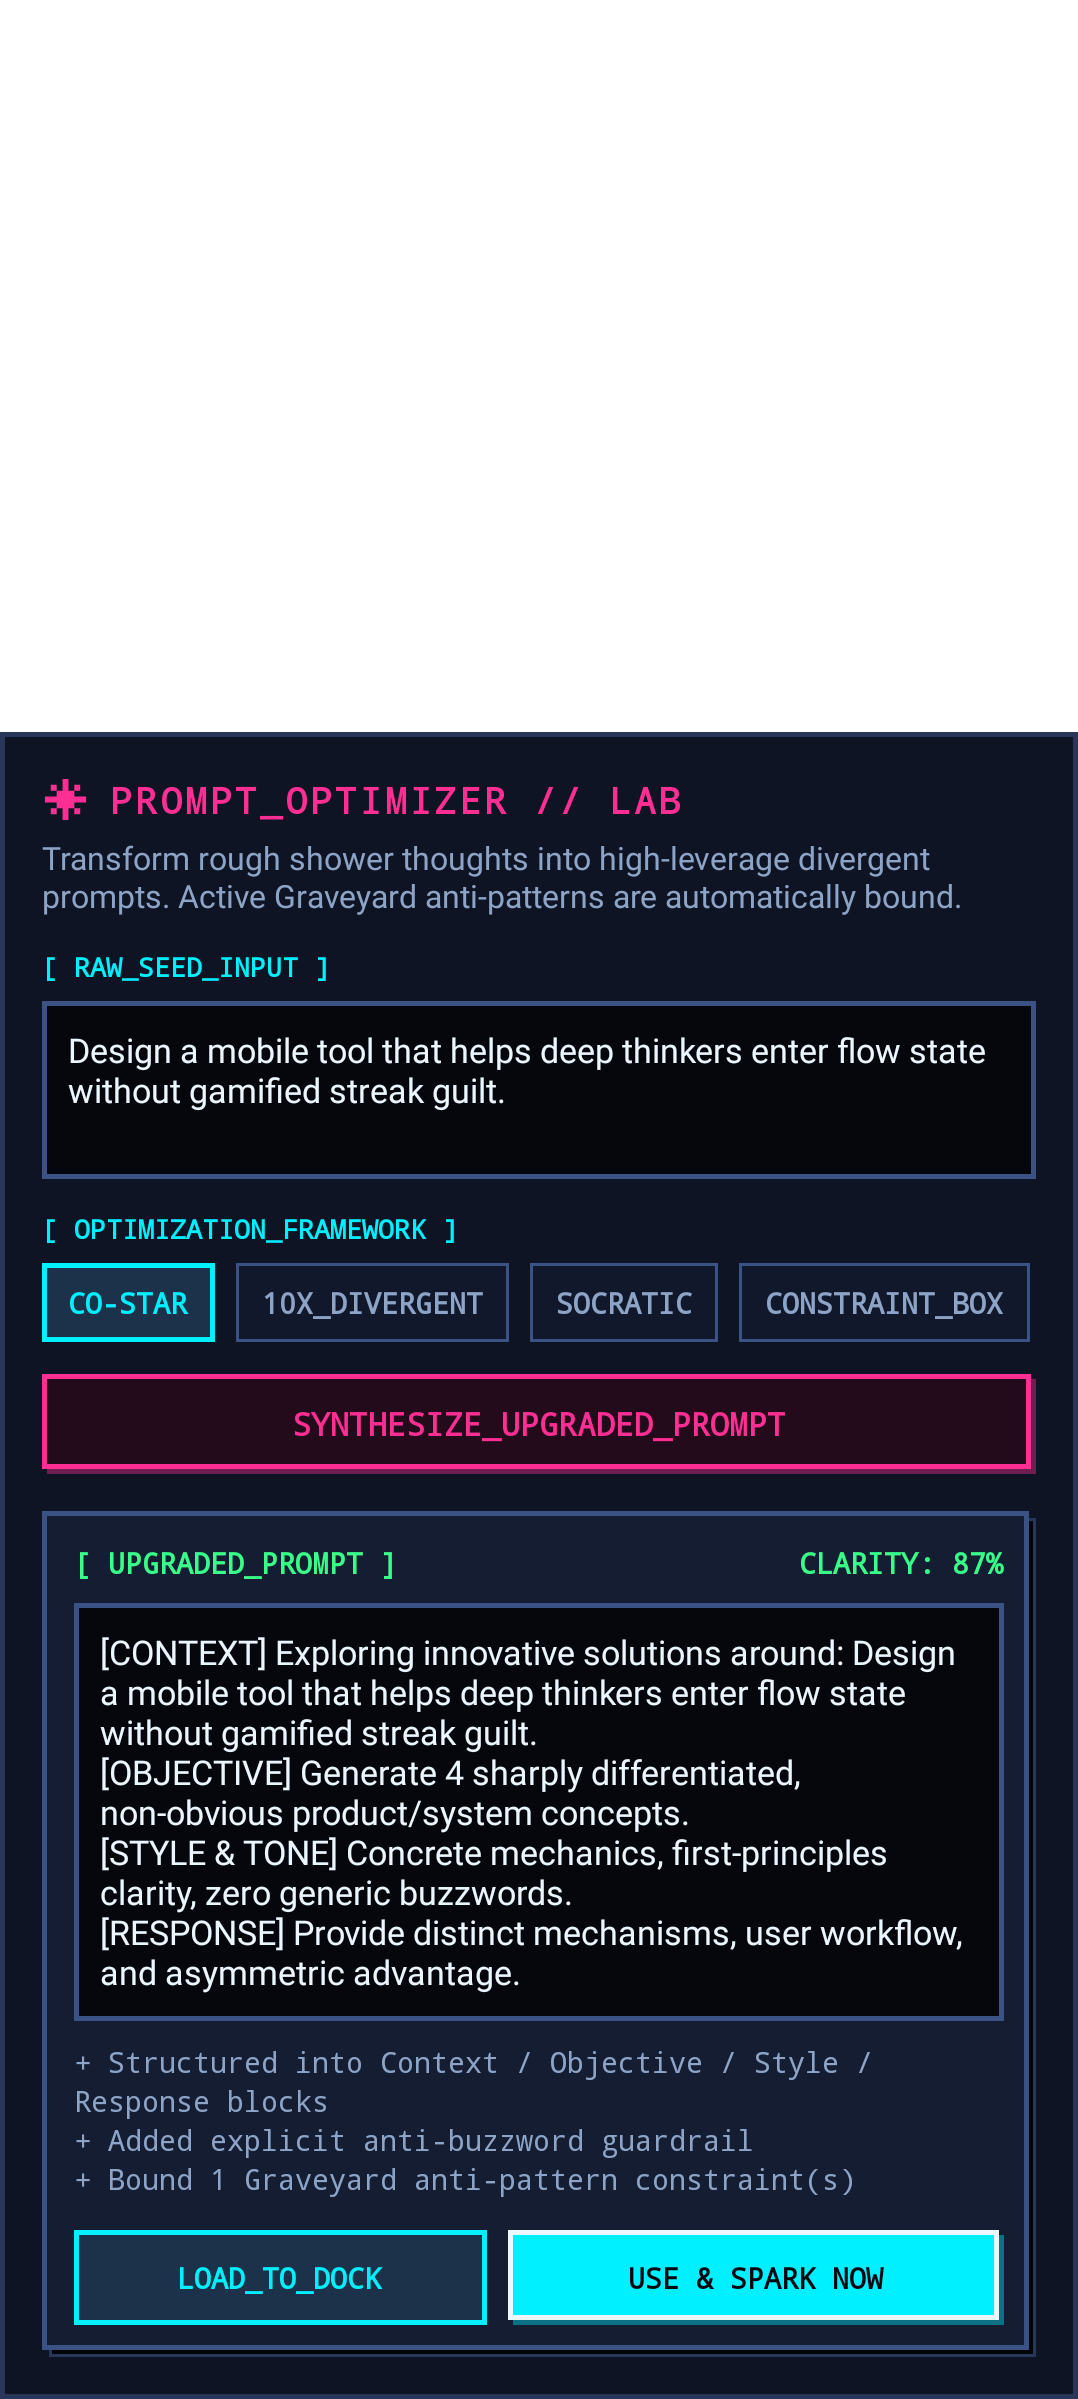 PROMPT_OPTIMIZER // LAB
Transform rough shower thoughts into high-leverage divergent
prompts. Active Graveyard anti-patterns are automatically bound.
[ RAW_SEED_INPUT ]
Design a mobile tool that helps deep thinkers enter flow state
without gamified streak guilt.
[ OPTIMIZATION_FRAMEWORK ]
CO-STAR 10X_DIVERGENT SOCRATIC CONSTRAINT_BOX
SYNTHESIZE_UPGRADED_PROMPT
[ UPGRADED_PROMPT ] CLARITY: 87%
[CONTEXT] Exploring innovative solutions around: Design
a mobile tool that helps deep thinkers enter flow state
without gamified streak guilt.
[OBJECTIVE] Generate 4 sharply differentiated,
non-obvious product/system concepts.
[STYLE & TONE] Concrete mechanics, first-principles
clarity, zero generic buzzwords.
[RESPONSE] Provide distinct mechanisms, user workflow,
and asymmetric advantage.
+ Structured into Context / Objective / Style /
Response blocks
+ Added explicit anti-buzzword guardrail
+ Bound 1 Graveyard anti-pattern constraint(s)
LOAD_TO_DOCK USE & SPARK NOW